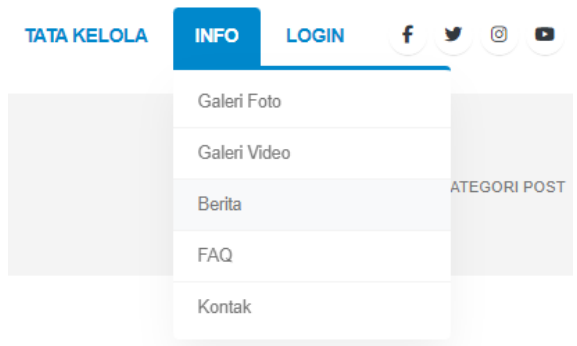 TATA KELOLA INFO LOGIN
Galeri Foto
Galeri Video
Berita
ATEGORI POST
FAQ
Kontak